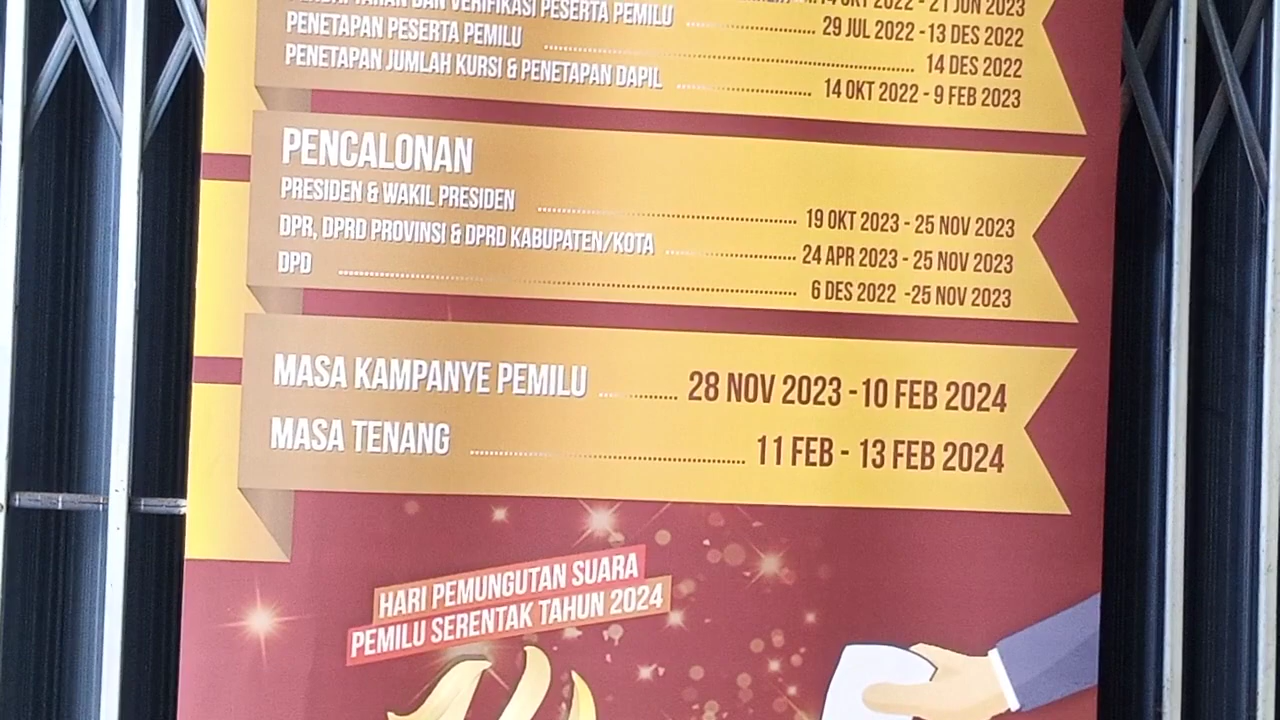 14 OKT 2022 - 21 JUN 2023
DAN VERIFIKASI PESERTA PEMILU ........ 29 JUL 2022 -13 DES 2022
PENETAPAN PESERTA PEMILU ........ 14 DES 2022
PENETAPAN JUMLAH KURSI & PENETAPAN DAPIL ........ 14 OKT 2022 - 9 FEB 2023
PENCALONAN
PRESIDEN & WAKIL PRESIDEN ........ 19 OKT 2023 - 25 NOV 2023
DPR, DPRD PROVINSI & DPRD KABUPATEN/KOTA ........ 24 APR 2023 - 25 NOV 2023
DPD ........ 6 DES 2022 -25 NOV 2023
MASA KAMPANYE PEMILU ........ 28 NOV 2023 -10 FEB 2024
MASA TENANG ........ 11 FEB - 13 FEB 2024
HARI PEMUNGUTAN SUARA
PEMILU SERENTAK TAHUN 2024